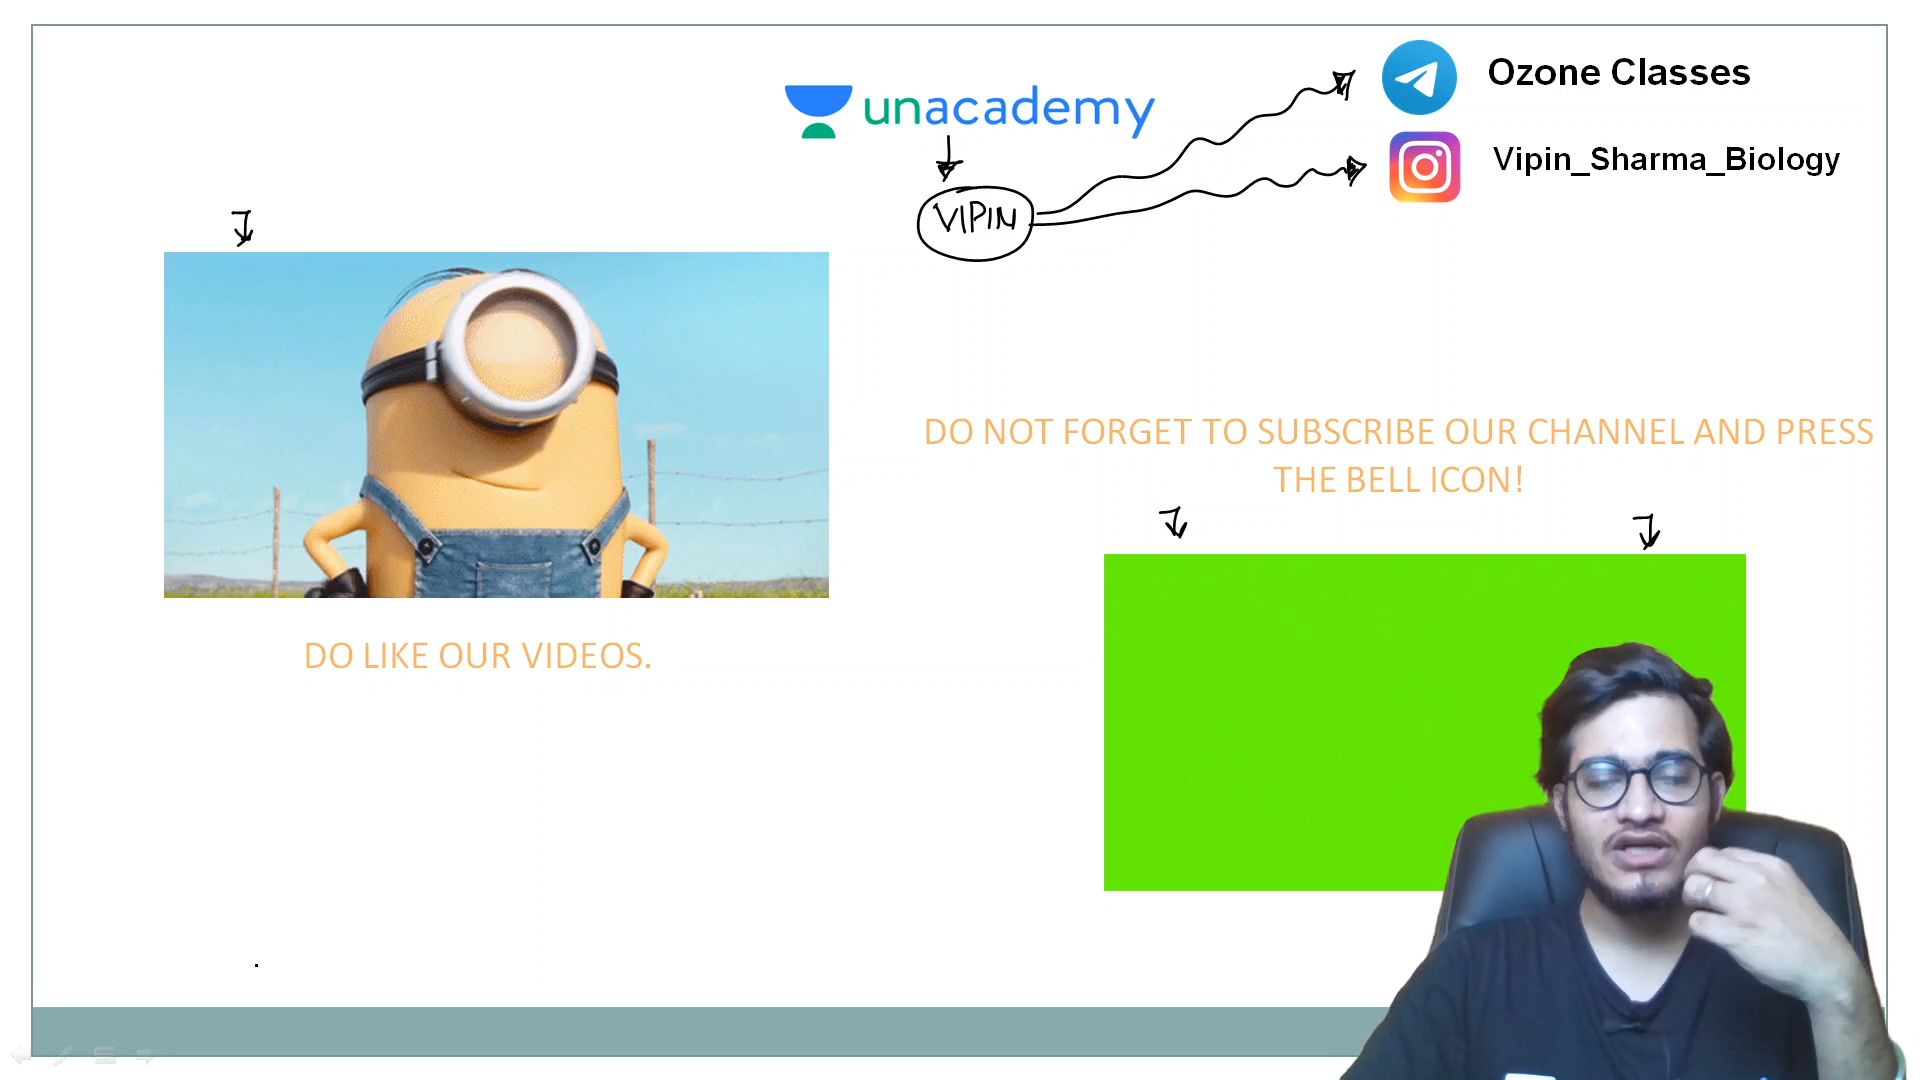 unacademy
Ozone Classes
Vipin_Sharma_Biology
VIPIN
DO NOT FORGET TO SUBSCRIBE OUR CHANNEL AND PRESS
THE BELL ICON!
DO LIKE OUR VIDEOS.